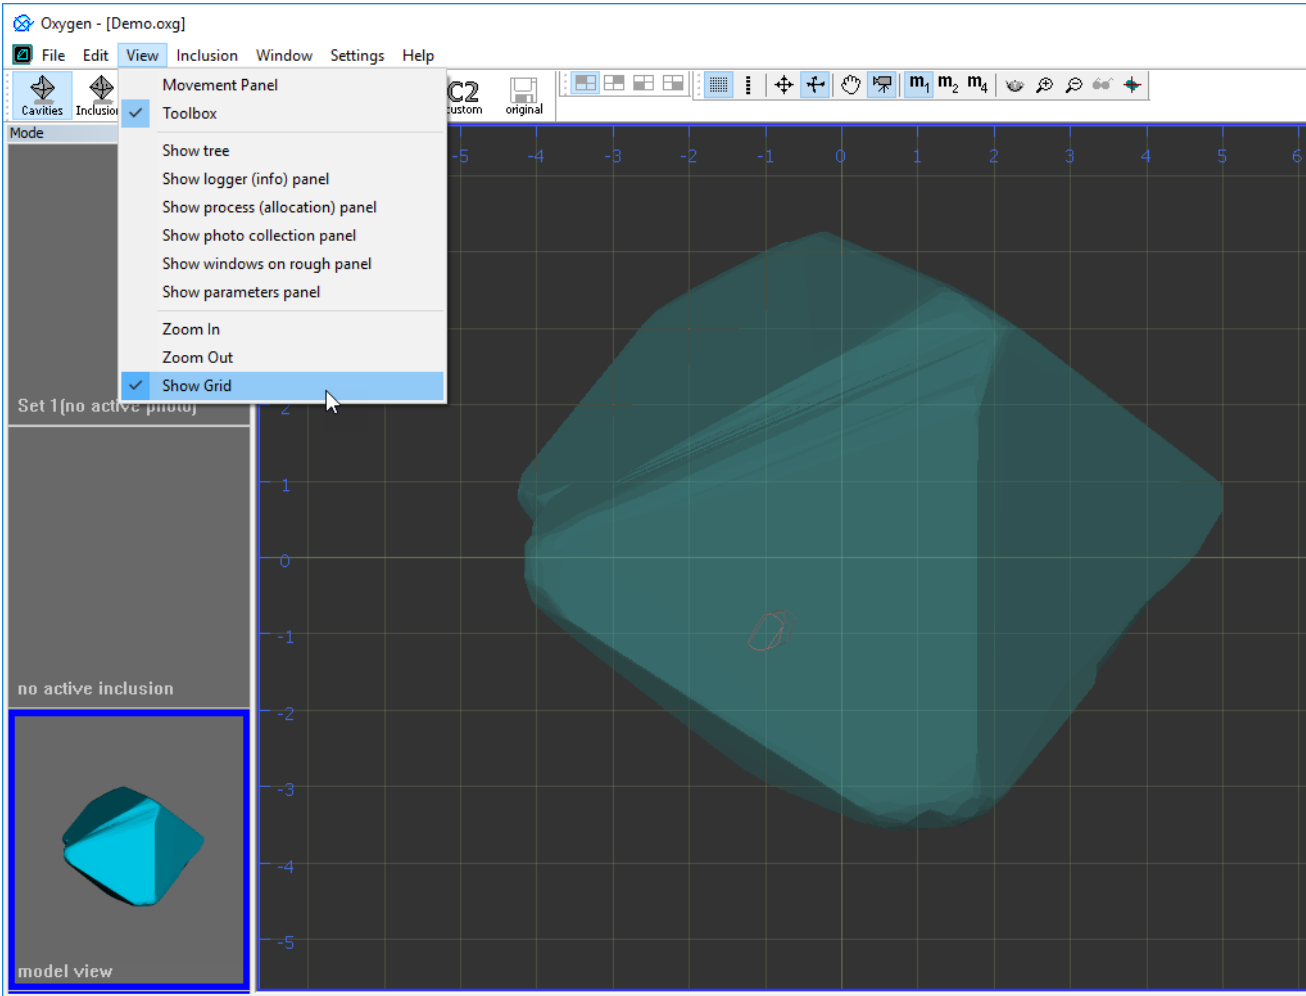 Oxygen - [Demo.oxg]
File Edit View Inclusion Window Settings Help
Cavities
C2
original
m1 m2 m4
Mode
Movement Panel
Toolbox
Show tree
Show logger (info) panel
Show process (allocation) panel
Show photo collection panel
Show windows on rough panel
Show parameters panel
Zoom In
Zoom Out
Show Grid
Set 1(no active photo)
no active inclusion
model view
-5 -4 -3 -2 -1 0 1 2 3 4 5 6
2
1
0
-1
-2
-3
-4
-5